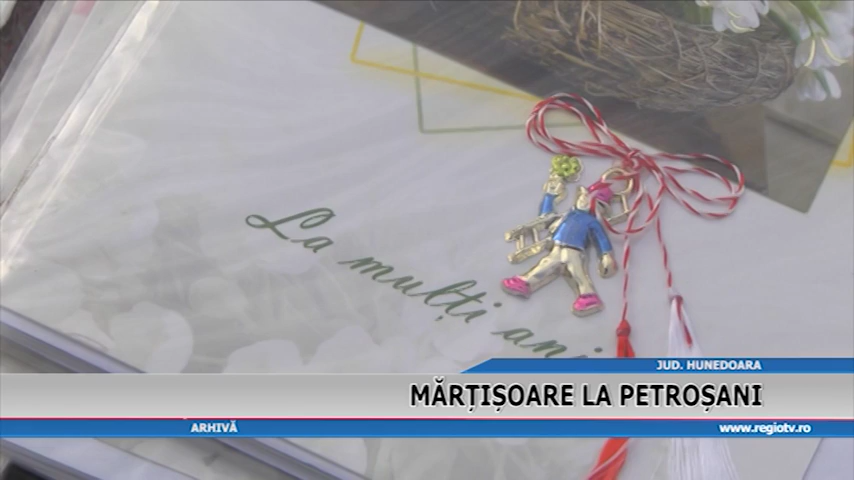 La mulți ani
JUD. HUNEDOARA
MĂRȚIȘOARE LA PETROȘANI
ARHIVĂ
www.regiotv.ro